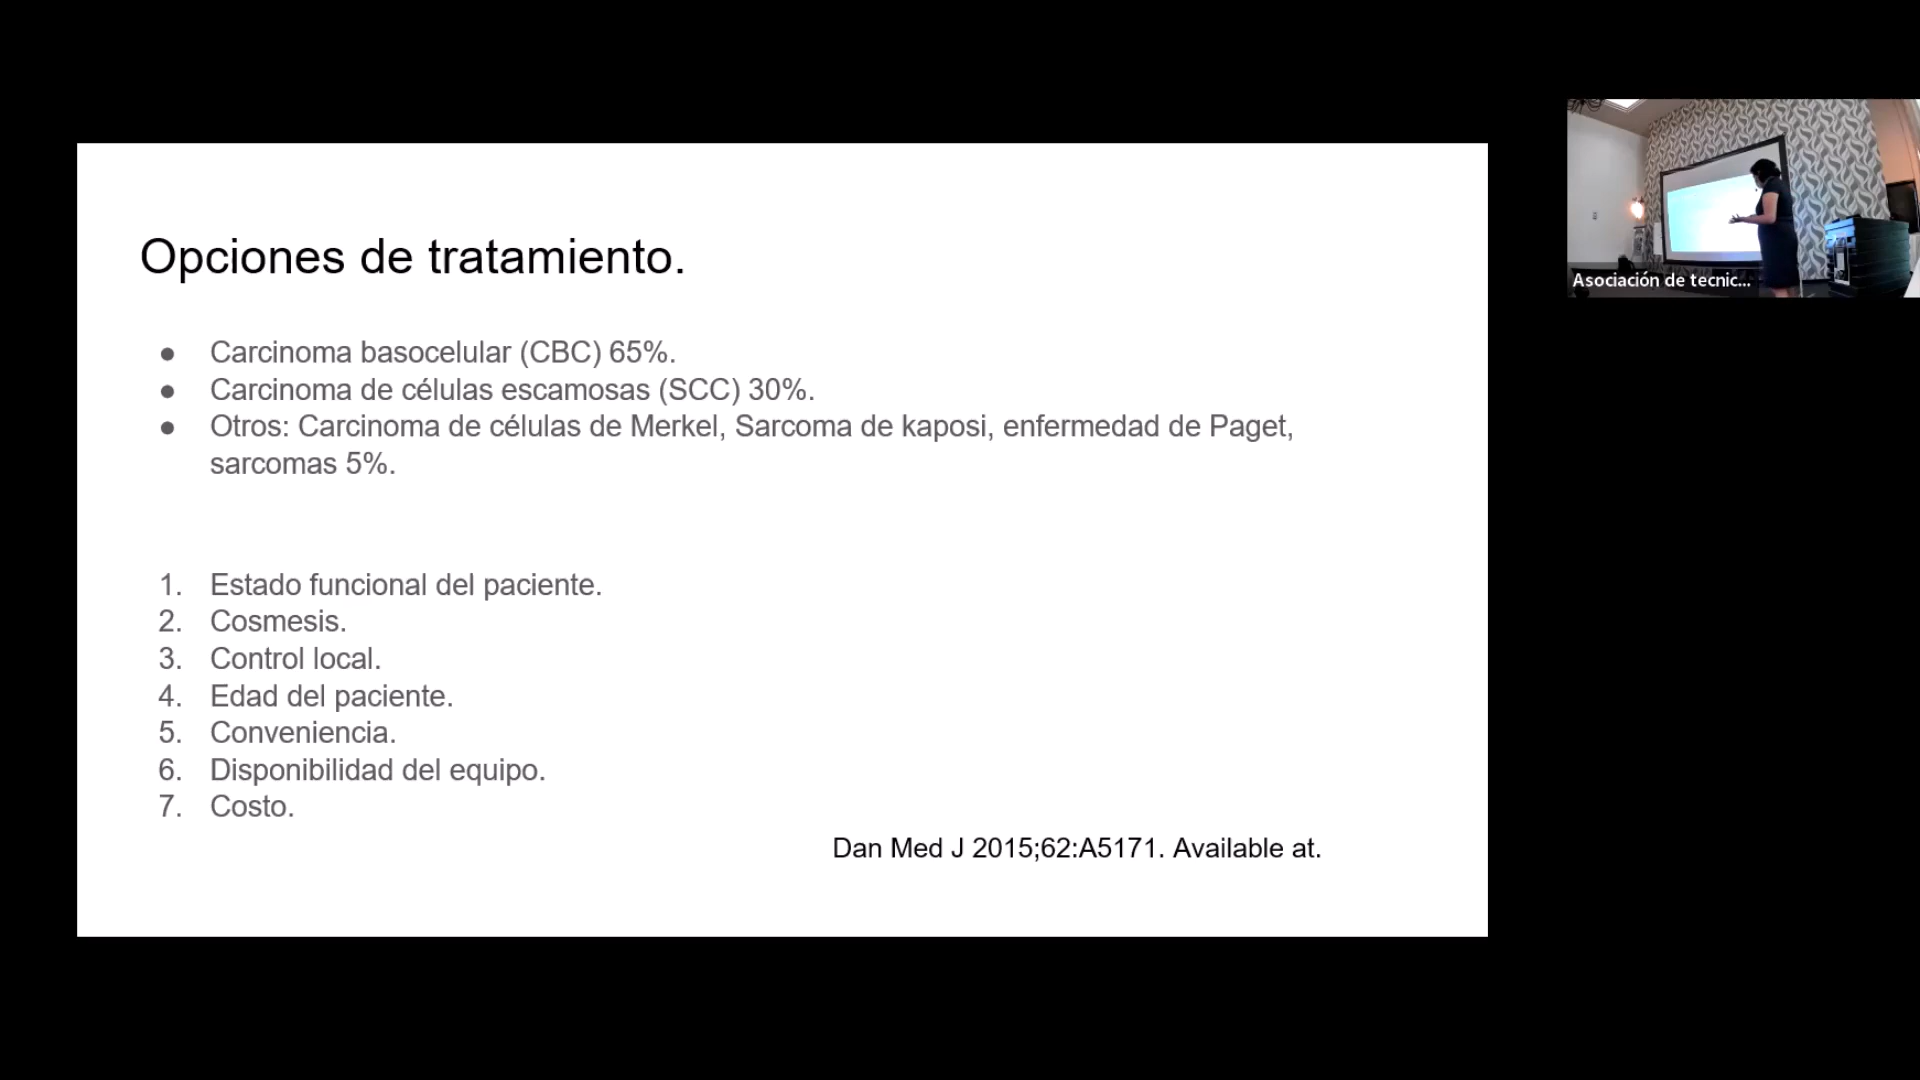 Opciones de tratamiento.
● Carcinoma basocelular (CBC) 65%.
● Carcinoma de células escamosas (SCC) 30%.
● Otros: Carcinoma de células de Merkel, Sarcoma de kaposi, enfermedad de Paget,
sarcomas 5%.
1. Estado funcional del paciente.
2. Cosmesis.
3. Control local.
4. Edad del paciente.
5. Conveniencia.
6. Disponibilidad del equipo.
7. Costo.
Dan Med J 2015;62:A5171. Available at.
Asociación de tecnic...